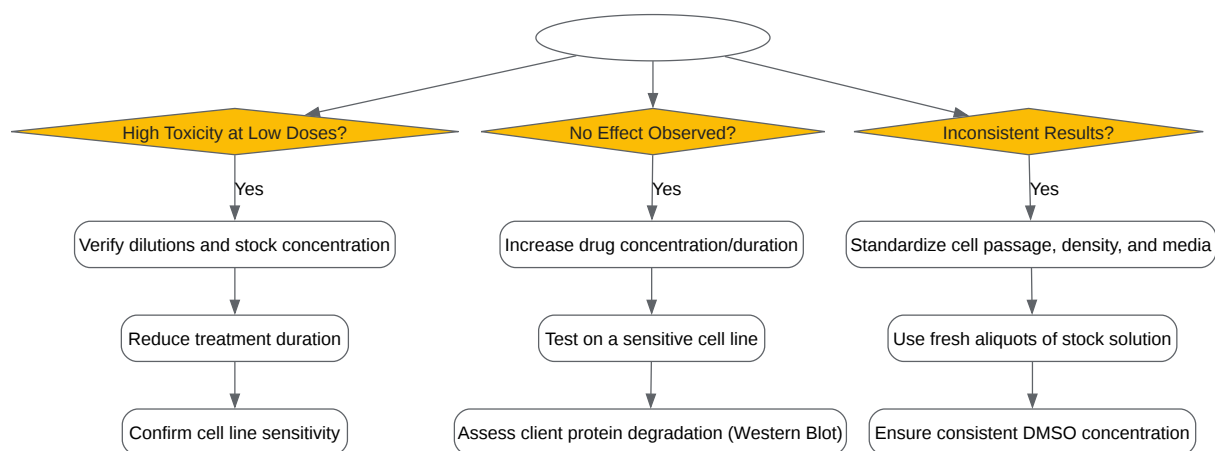 High Toxicity at Low Doses?
No Effect Observed?
Inconsistent Results?
Yes
Yes
Yes
Verify dilutions and stock concentration
Increase drug concentration/duration
Standardize cell passage, density, and media
Reduce treatment duration
Test on a sensitive cell line
Use fresh aliquots of stock solution
Confirm cell line sensitivity
Assess client protein degradation (Western Blot)
Ensure consistent DMSO concentration